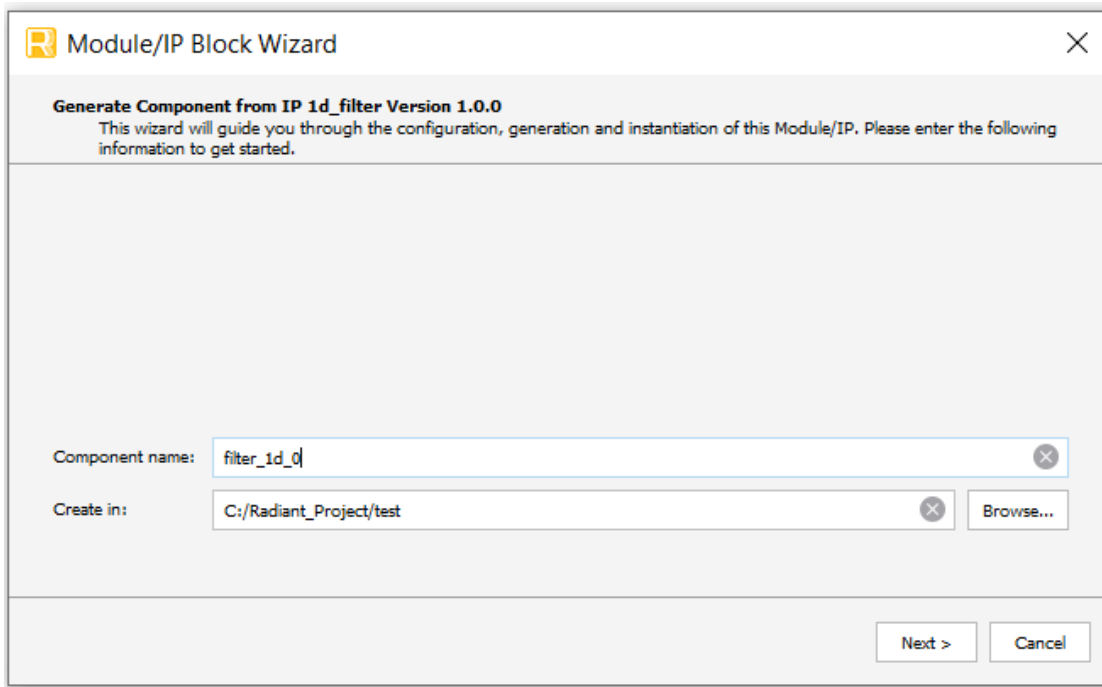 Module/IP Block Wizard
Generate Component from IP 1d_filter Version 1.0.0
This wizard will guide you through the configuration, generation and instantiation of this Module/IP. Please enter the following
information to get started.
Component name: filter_1d_0
Create in: C:/Radiant_Project/test Browse...
Next > Cancel